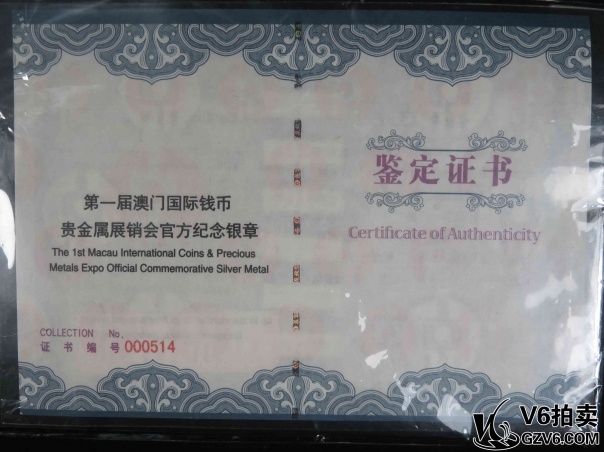 第一届澳门国际钱币
贵金属展销会官方纪念银章
The 1st Macau International Coins & Precious
Metals Expo Official Commemorative Silver Metal
COLLECTION No.
证书编号000514
鉴定证书
Certificate of Authenticity
V6拍卖
GZV6.COM